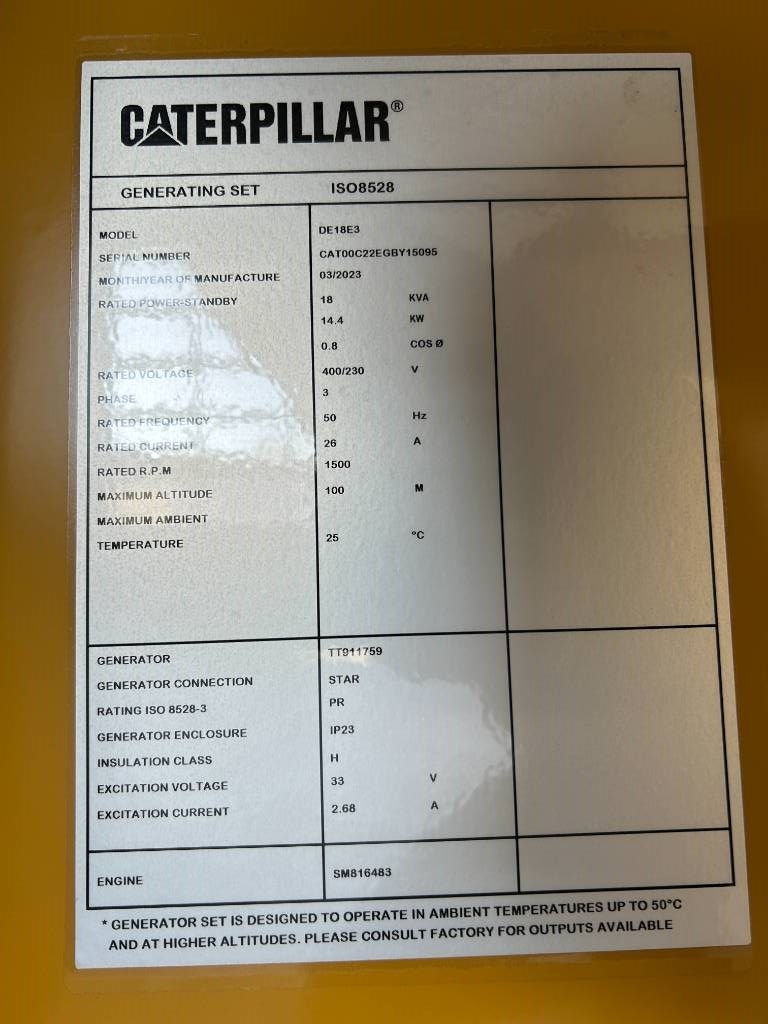 CATERPILLAR®
GENERATING SET ISO8528
MODEL DE18E3
SERIAL NUMBER CAT00C22EGBY15095
MONTH/YEAR OF MANUFACTURE 03/2023
RATED POWER-STANDBY 18 KVA
14.4 KW
0.8 COS Ø
RATED VOLTAGE 400/230 V
PHASE 3
RATED FREQUENCY 50 Hz
RATED CURRENT 26 A
RATED R.P.M 1500
MAXIMUM ALTITUDE 100 M
MAXIMUM AMBIENT
TEMPERATURE 25 °C
GENERATOR TT911759
GENERATOR CONNECTION STAR
RATING ISO 8528-3 PR
GENERATOR ENCLOSURE IP23
INSULATION CLASS H
EXCITATION VOLTAGE 33 V
EXCITATION CURRENT 2.68 A
ENGINE SM816483
* GENERATOR SET IS DESIGNED TO OPERATE IN AMBIENT TEMPERATURES UP TO 50°C
AND AT HIGHER ALTITUDES. PLEASE CONSULT FACTORY FOR OUTPUTS AVAILABLE